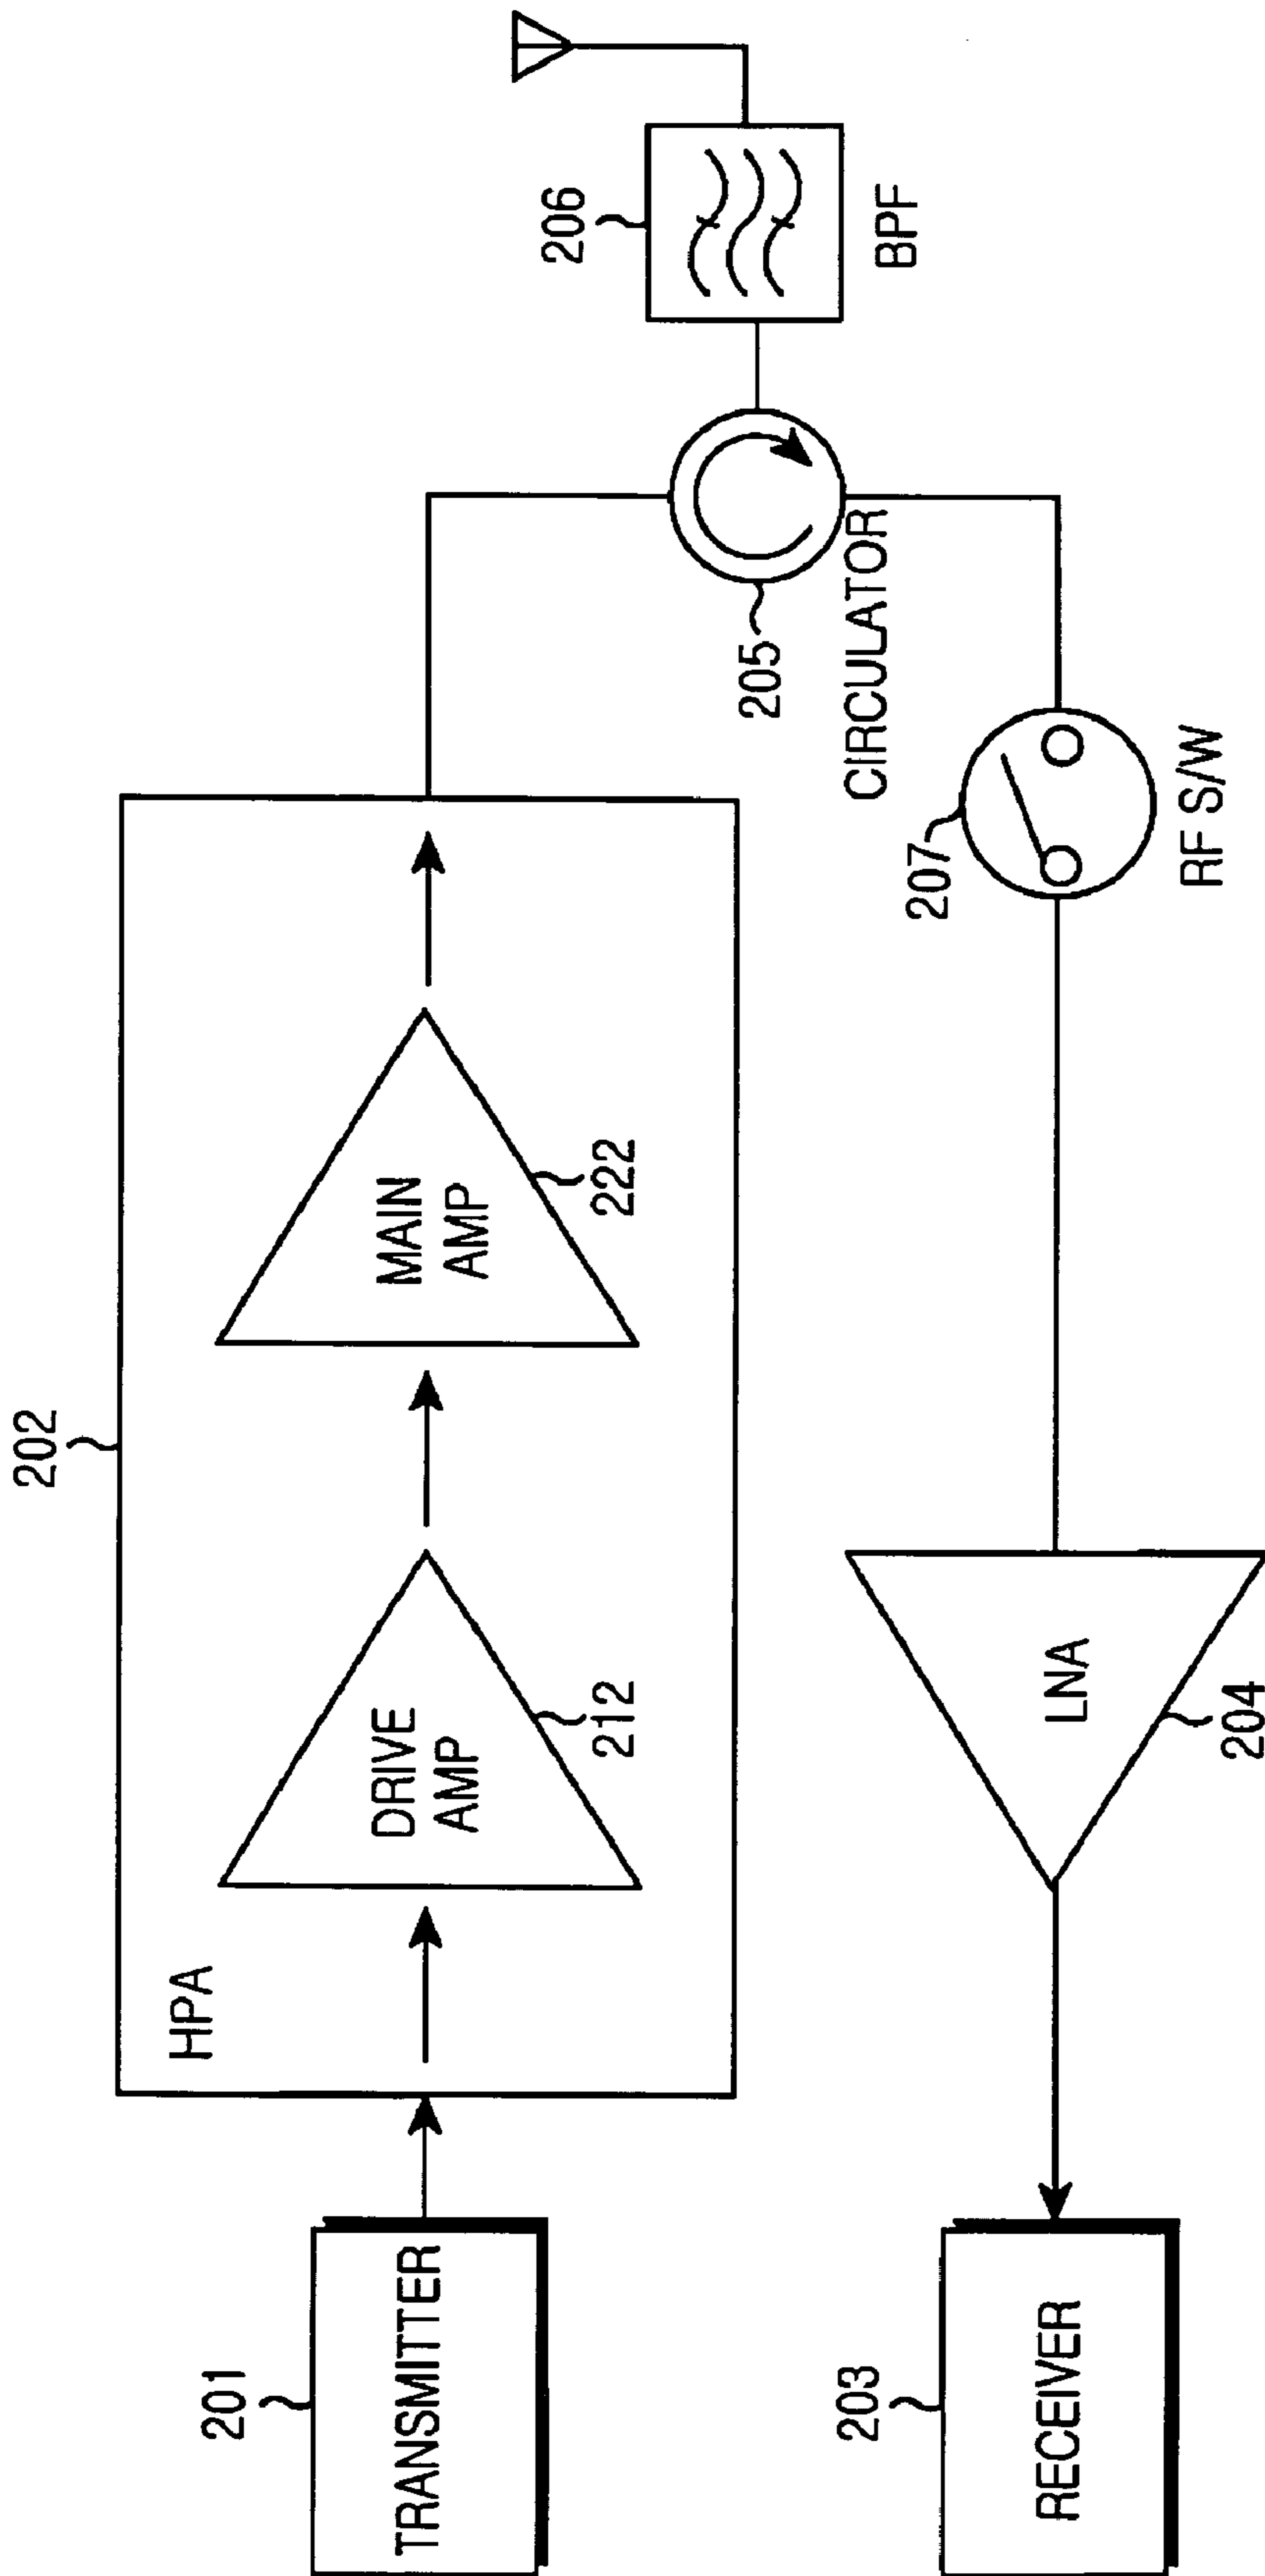 TRANSMITTER
201
HPA
202
DRIVE
AMP
212
MAIN
AMP
222
205
CIRCULATOR
206
BPF
207
RF S/W
LNA
204
RECEIVER
203